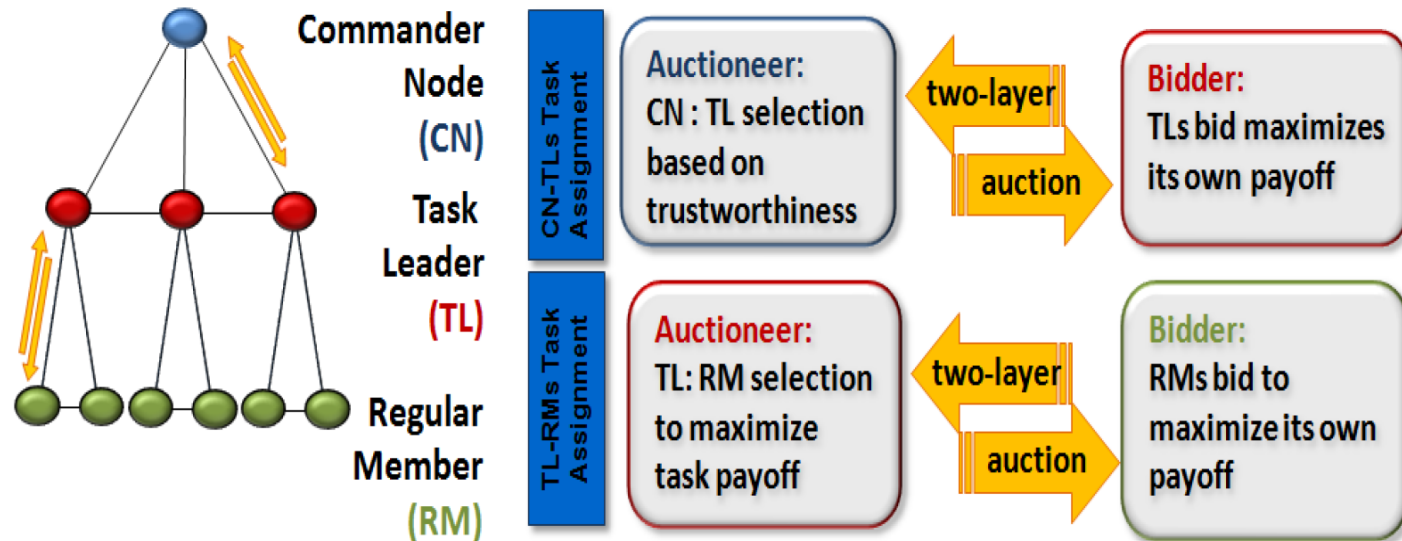 Commander
Node
(CN)
Task
Leader
(TL)
Regular
Member
(RM)
CN-TLs Task
Assignment
Auctioneer:
CN : TL selection
based on
trustworthiness
two-layer
auction
Bidder:
TLs bid maximizes
its own payoff
TL-RMs Task
Assignment
Auctioneer:
TL: RM selection
to maximize
task payoff
two-layer
auction
Bidder:
RMs bid to
maximize its own
payoff